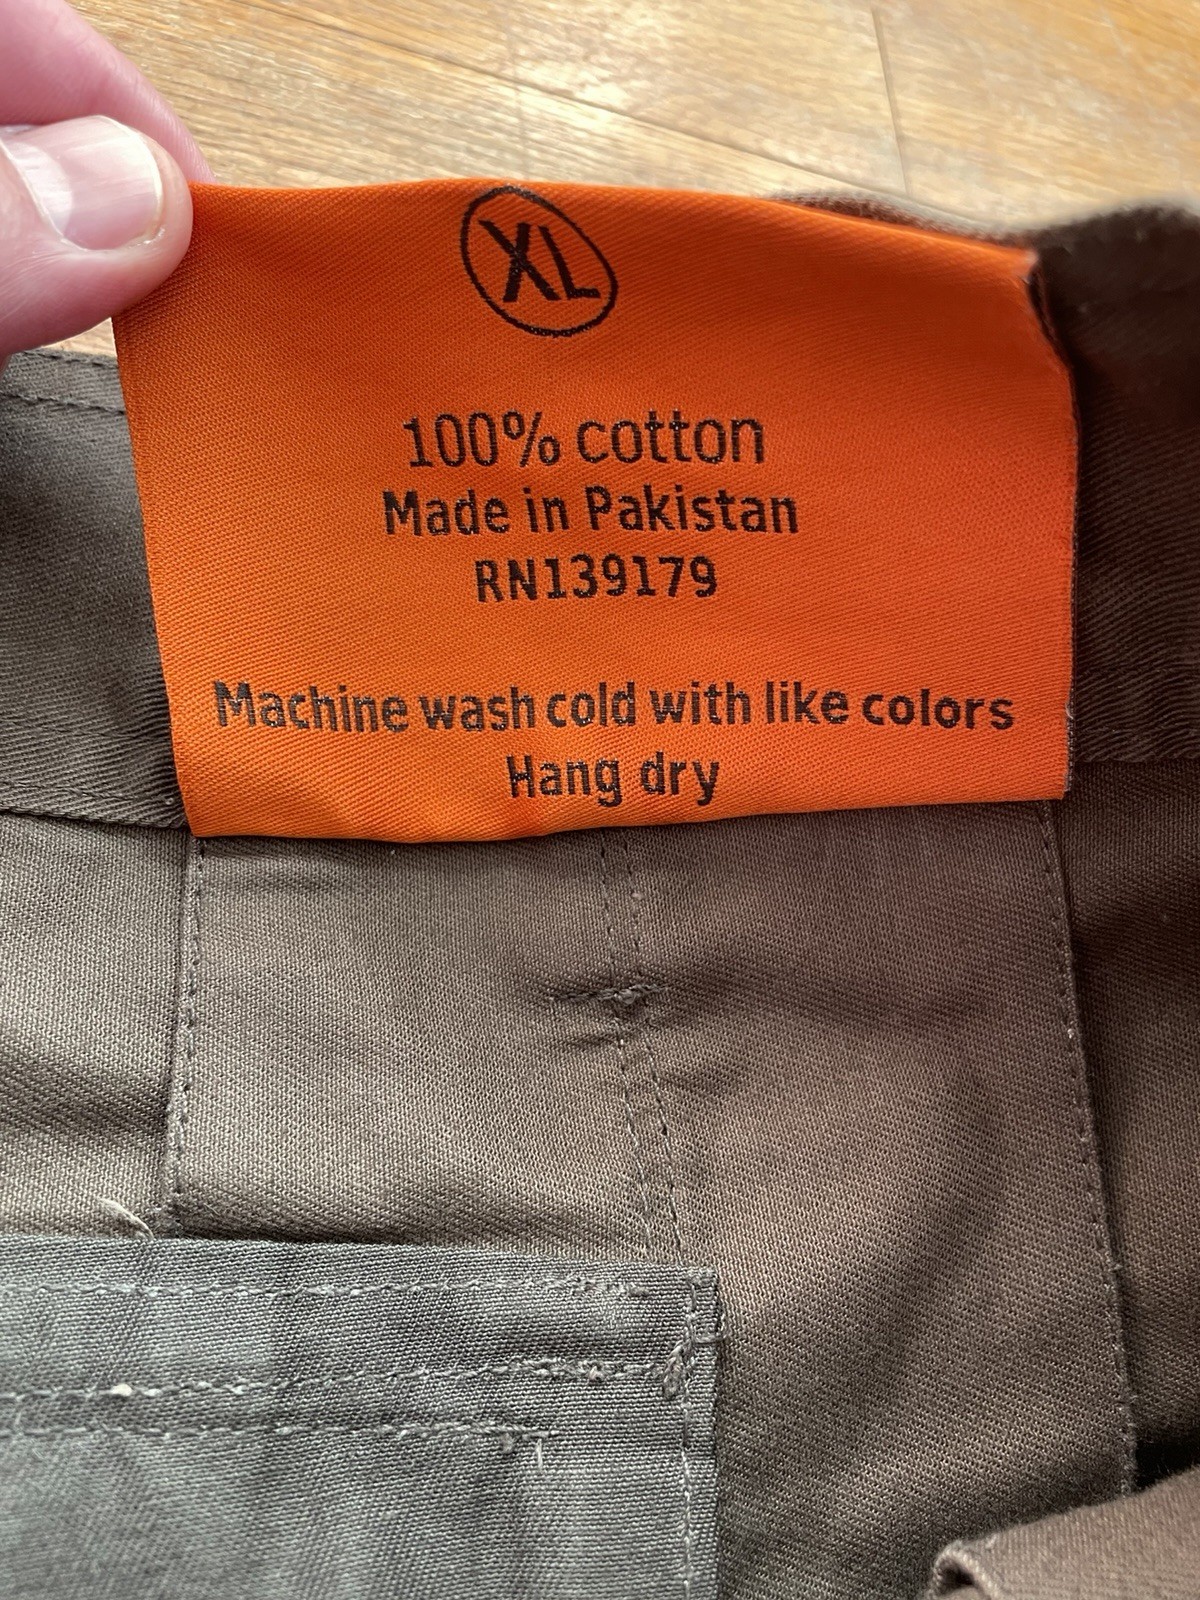 XL
100% cotton
Made in Pakistan
RN139179
Machine wash cold with like colors
Hang dry